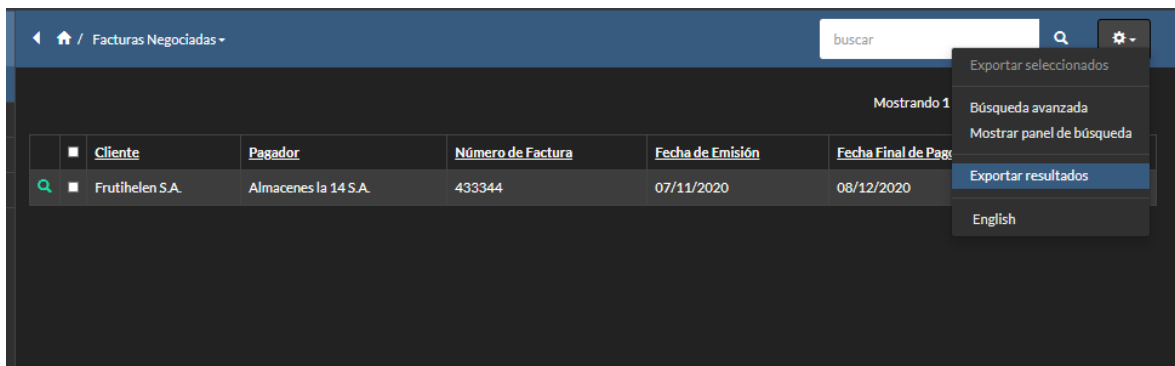 / Facturas Negociadas
buscar
Exportar seleccionados
Mostrando 1
Búsqueda avanzada
Mostrar panel de búsqueda
Exportar resultados
English
Cliente Pagador Número de Factura Fecha de Emisión Fecha Final de Pago
Frutihelen S.A. Almacenes la 14 S.A. 433344 07/11/2020 08/12/2020